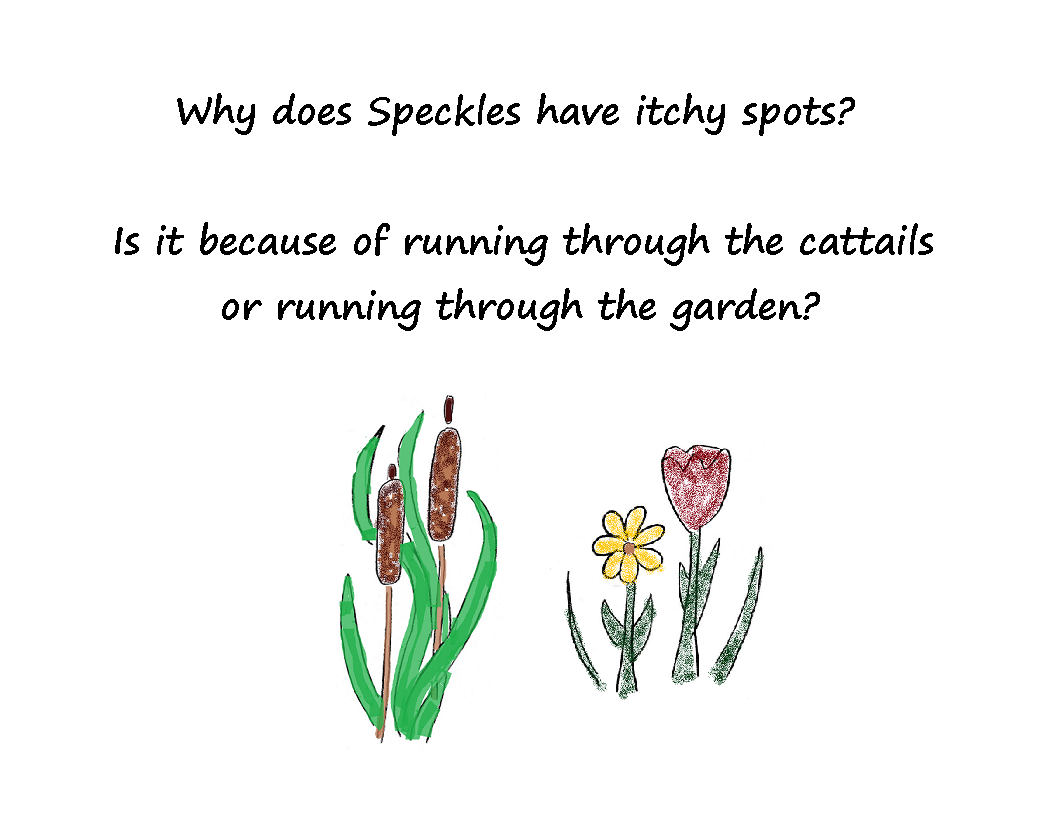 Why does Speckles have itchy spots?
Is it because of running through the cattails
or running through the garden?